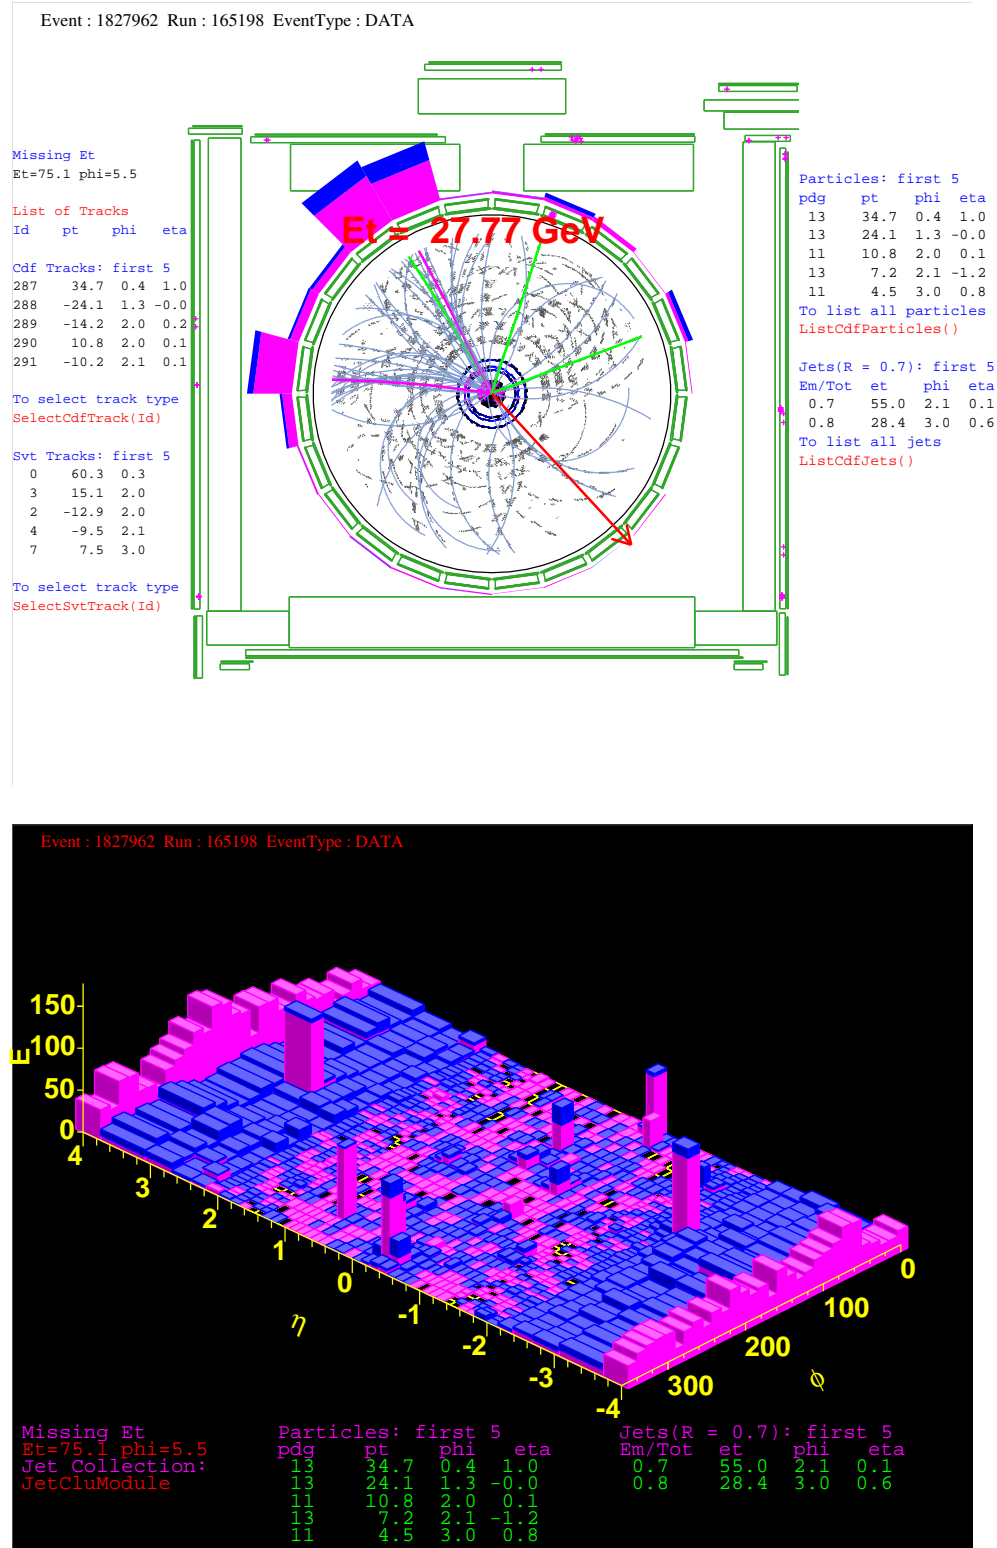 Event : 1827962 Run : 165198 EventType : DATA
Missing Et
Et=75.1 phi=5.5
List of Tracks
Id pt phi eta
Cdf Tracks: first 5
287 34.7 0.4 1.0
288 -24.1 1.3 -0.0
289 -14.2 2.0 0.2
290 10.8 2.0 0.1
291 -10.2 2.1 0.1
To select track type
SelectCdfTrack(Id)
Svt Tracks: first 5
0 60.3 0.3
3 15.1 2.0
2 -12.9 2.0
4 -9.5 2.1
7 7.5 3.0
To select track type
SelectSvtTrack(Id)
Et = 27.77 GeV
Particles: first 5
pdg pt phi eta
13 34.7 0.4 1.0
13 24.1 1.3 -0.0
11 10.8 2.0 0.1
13 7.2 2.1 -1.2
11 4.5 3.0 0.8
To list all particles
ListCdfParticles()
Jets(R = 0.7): first 5
Em/Tot et phi eta
0.7 55.0 2.1 0.1
0.8 28.4 3.0 0.6
To list all jets
ListCdfJets()
Event : 1827962 Run : 165198 EventType : DATA
150
100
50
0
E
4
3
2
1
0
-1
-2
-3
-4
η
0
100
200
300
ϕ
Missing Et
Et=75.1 phi=5.5
Jet Collection:
JetCluModule
Particles: first 5
pdg pt phi eta
13 34.7 0.4 1.0
13 24.1 1.3 -0.0
11 10.8 2.0 0.1
13 7.2 2.1 -1.2
11 4.5 3.0 0.8
Jets(R = 0.7): first 5
Em/Tot et phi eta
0.7 55.0 2.1 0.1
0.8 28.4 3.0 0.6